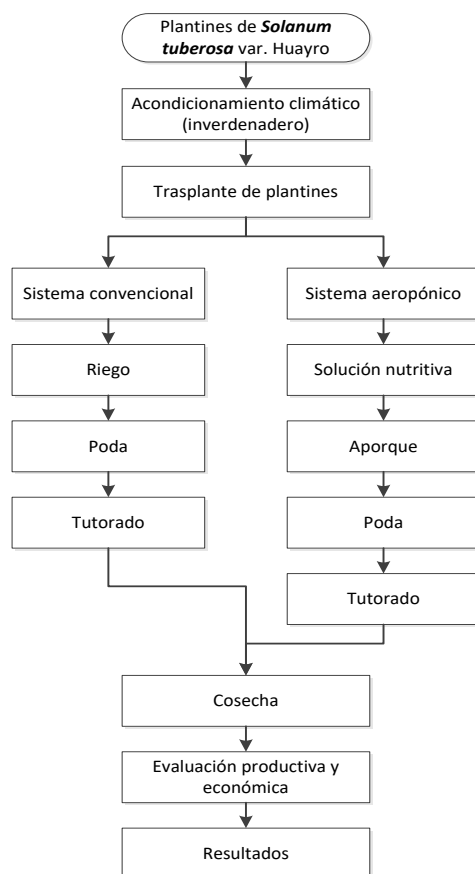 Plantines de Solanum
tuberosa var. Huayro
Acondicionamiento climático
(inverdenadero)
Trasplante de plantines
Sistema convencional
Riego
Poda
Tutorado
Sistema aeropónico
Solución nutritiva
Aporque
Poda
Tutorado
Cosecha
Evaluación productiva y
económica
Resultados